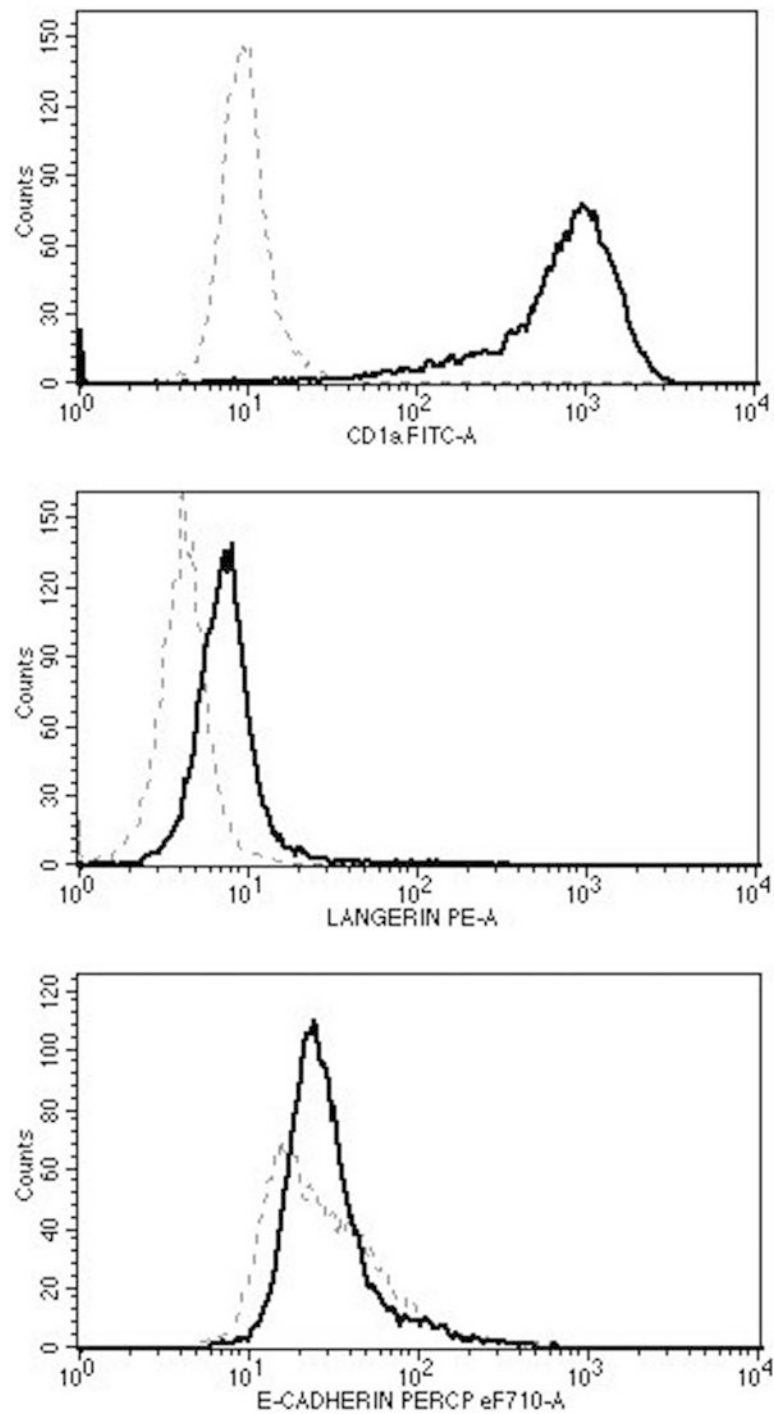 150
120
90
60
30
0
Counts
10^0 10^1 10^2 10^3 10^4
CD1a FITC-A
150
120
90
60
30
0
Counts
10^0 10^1 10^2 10^3 10^4
LANGERIN PE-A
120
100
80
60
40
20
0
Counts
10^0 10^1 10^2 10^3 10^4
E-CADHERIN PERCP eF710-A